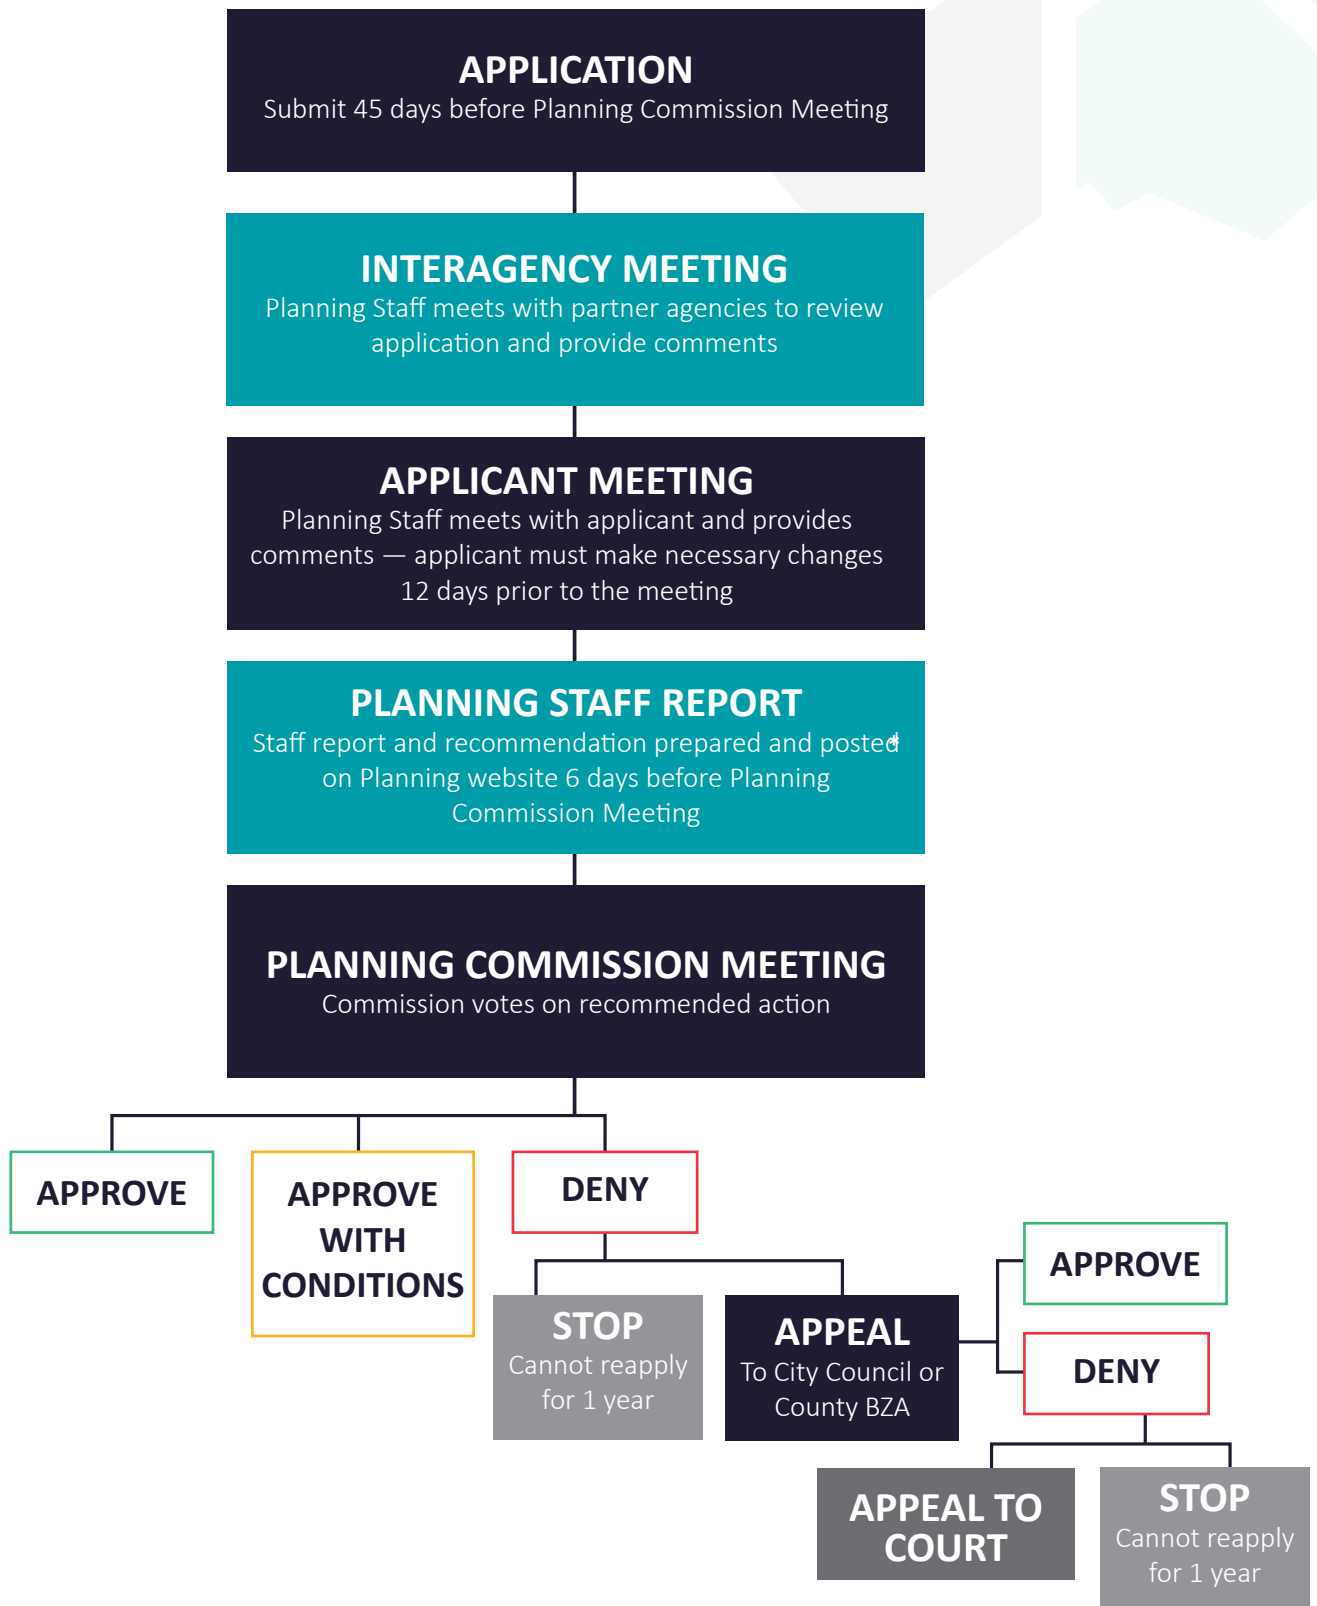 APPLICATION
Submit 45 days before Planning Commission Meeting
INTERAGENCY MEETING
Planning Staff meets with partner agencies to review
application and provide comments
APPLICANT MEETING
Planning Staff meets with applicant and provides
comments — applicant must make necessary changes
12 days prior to the meeting
PLANNING STAFF REPORT
Staff report and recommendation prepared and posted*
on Planning website 6 days before Planning
Commission Meeting
PLANNING COMMISSION MEETING
Commission votes on recommended action
APPROVE
APPROVE
WITH
CONDITIONS
DENY
STOP
Cannot reapply
for 1 year
APPEAL
To City Council or
County BZA
APPROVE
DENY
APPEAL TO
COURT
STOP
Cannot reapply
for 1 year